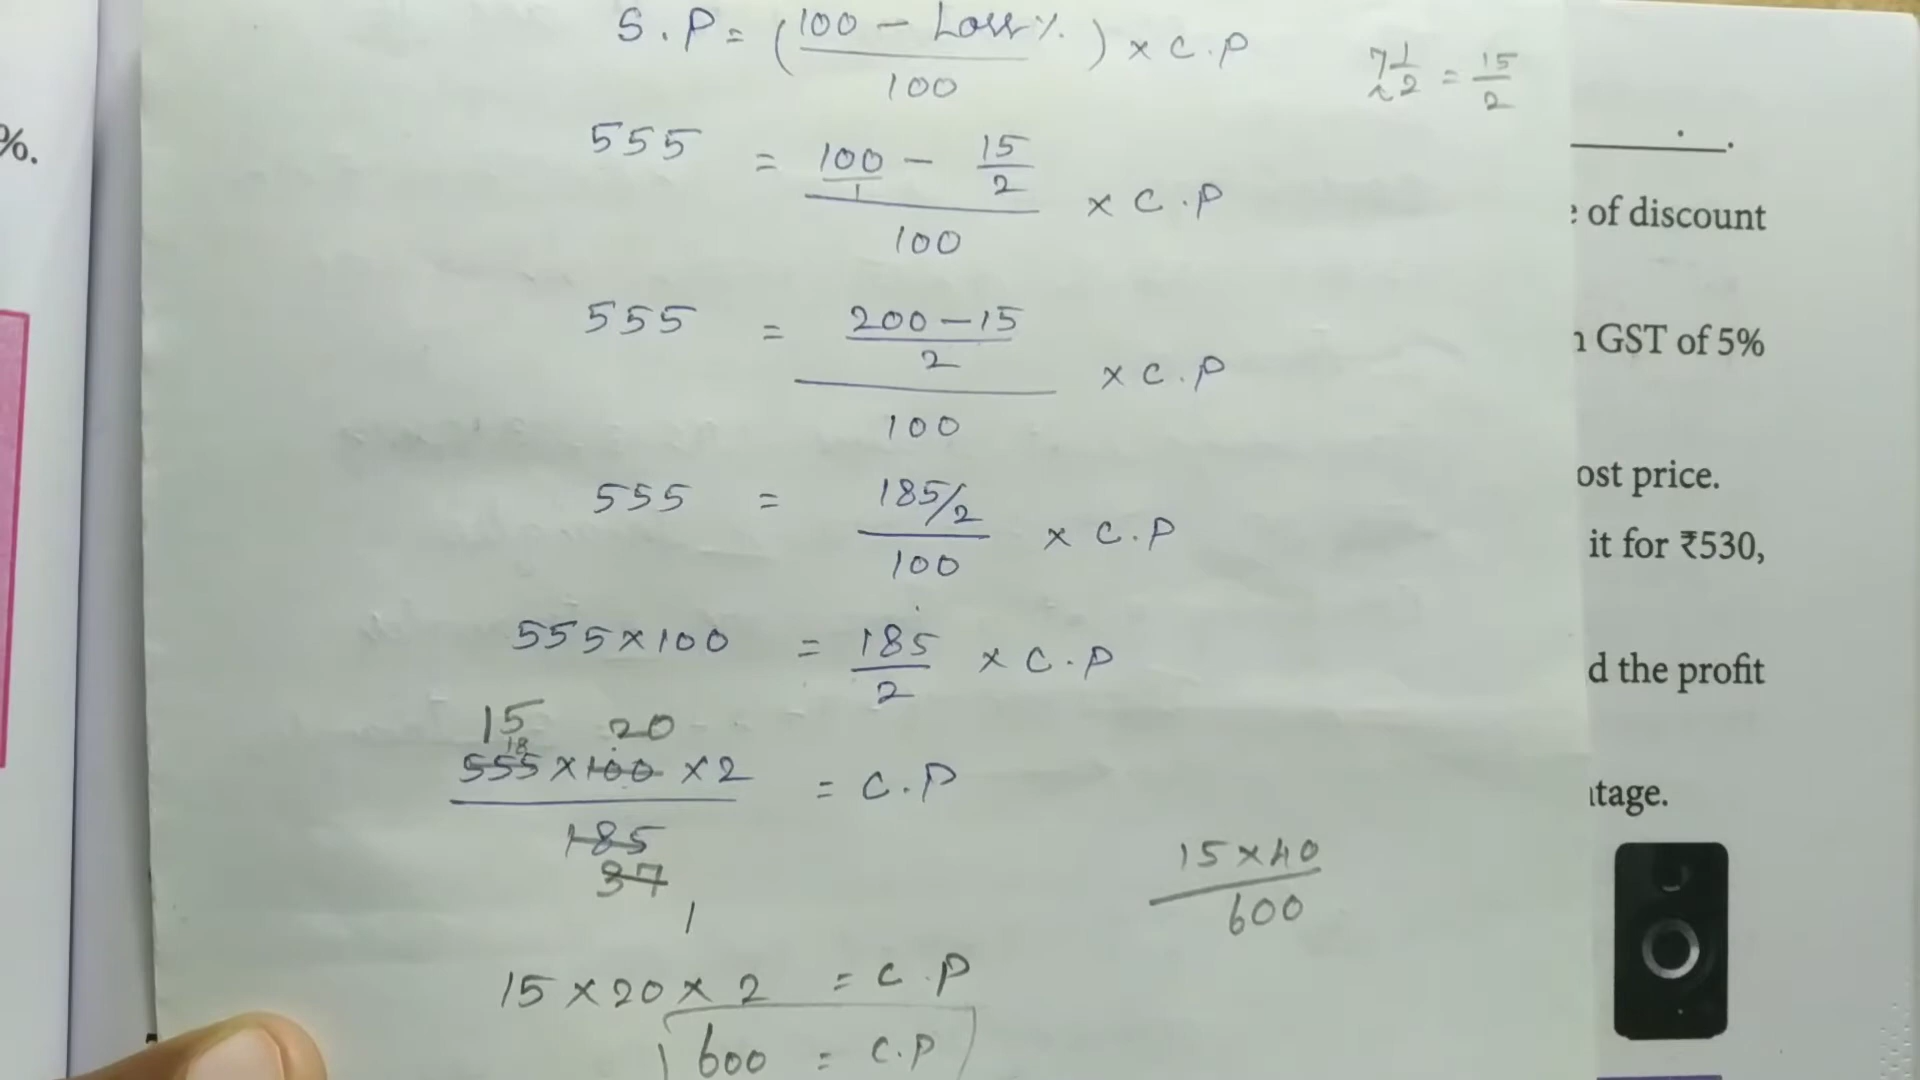 S.P = (100 - Loss% / 100) × C.P
7 1/2 = 15/2
%.
555 = 100/1 - 15/2 / 100 × C.P
of discount
555 = 200-15 / 2 / 100 × C.P
GST of 5%
555 = 185/2 / 100 × C.P
ost price.
it for ₹530,
555×100 = 185/2 × C.P
d the profit
15 18 20
555×100×2 / 185 = C.P
37
1
tage.
15×40
600
15×20×2 = C.P
600 = C.P